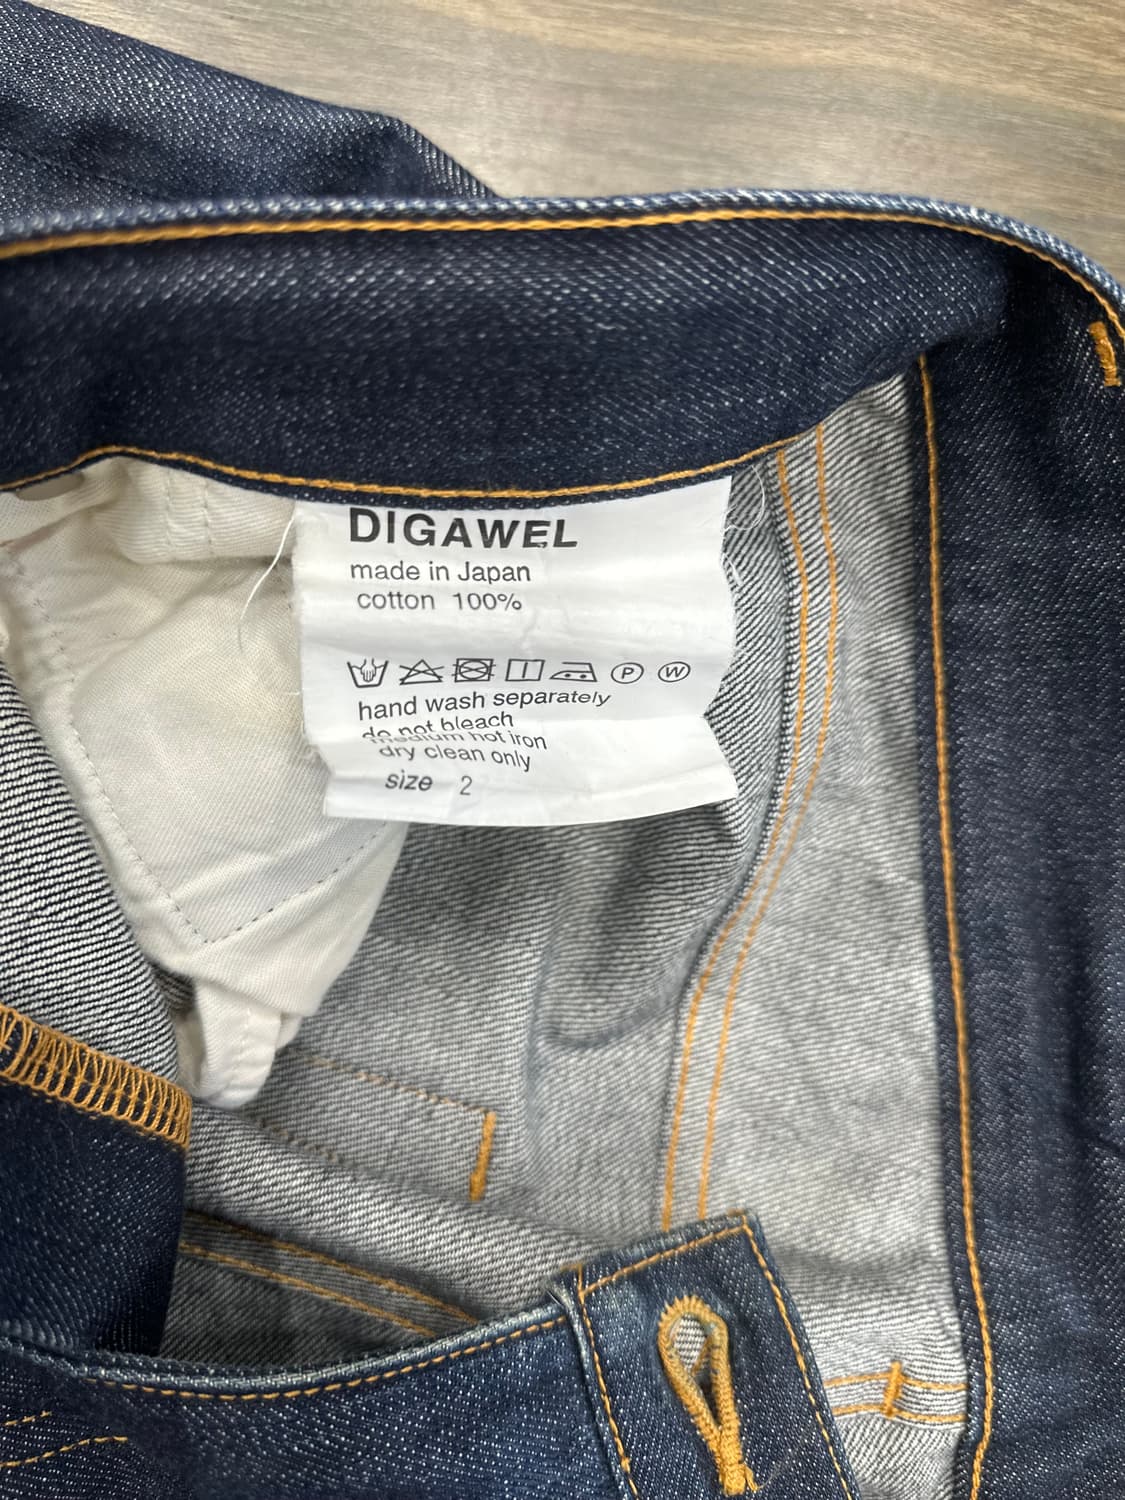 DIGAWEL
made in Japan
cotton 100%
P W
hand wash separately
do not bleach
medium hot iron
dry clean only
size 2